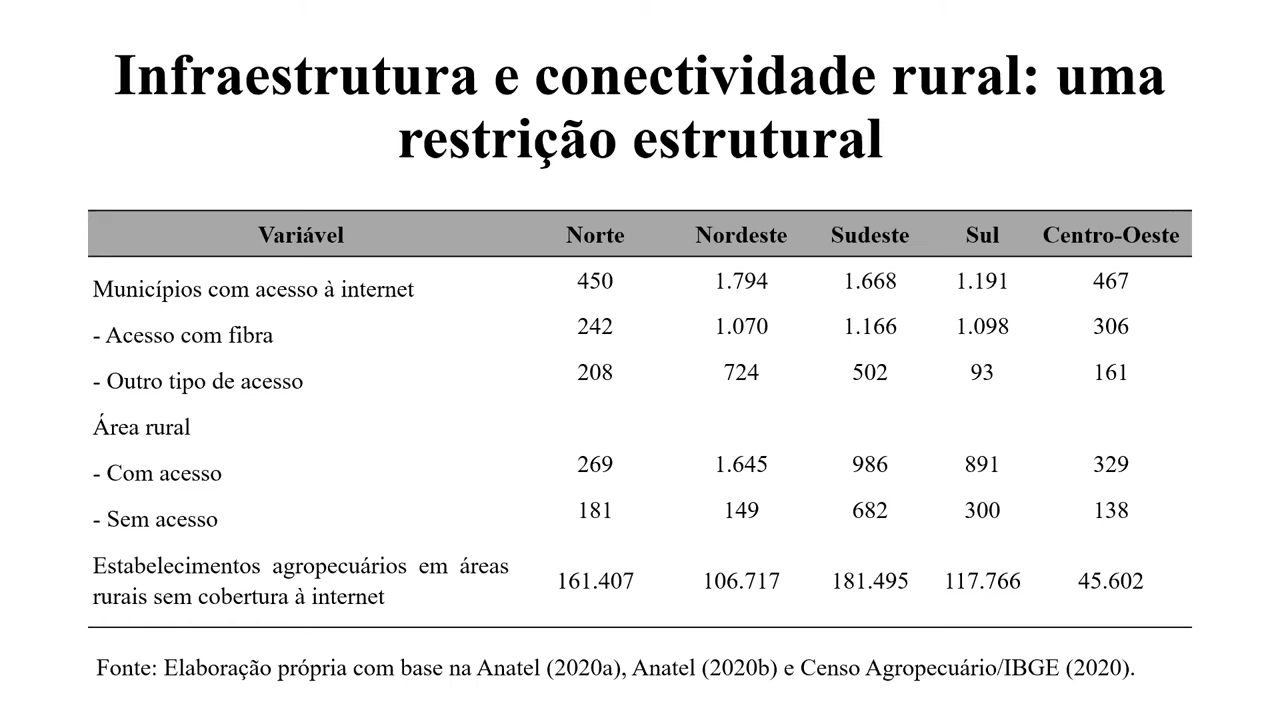 Infraestrutura e conectividade rural: uma
restrição estrutural
Variável Norte Nordeste Sudeste Sul Centro-Oeste
Municípios com acesso à internet 450 1.794 1.668 1.191 467
- Acesso com fibra 242 1.070 1.166 1.098 306
- Outro tipo de acesso 208 724 502 93 161
Área rural
- Com acesso 269 1.645 986 891 329
- Sem acesso 181 149 682 300 138
Estabelecimentos agropecuários em áreas
rurais sem cobertura à internet 161.407 106.717 181.495 117.766 45.602
Fonte: Elaboração própria com base na Anatel (2020a), Anatel (2020b) e Censo Agropecuário/IBGE (2020).